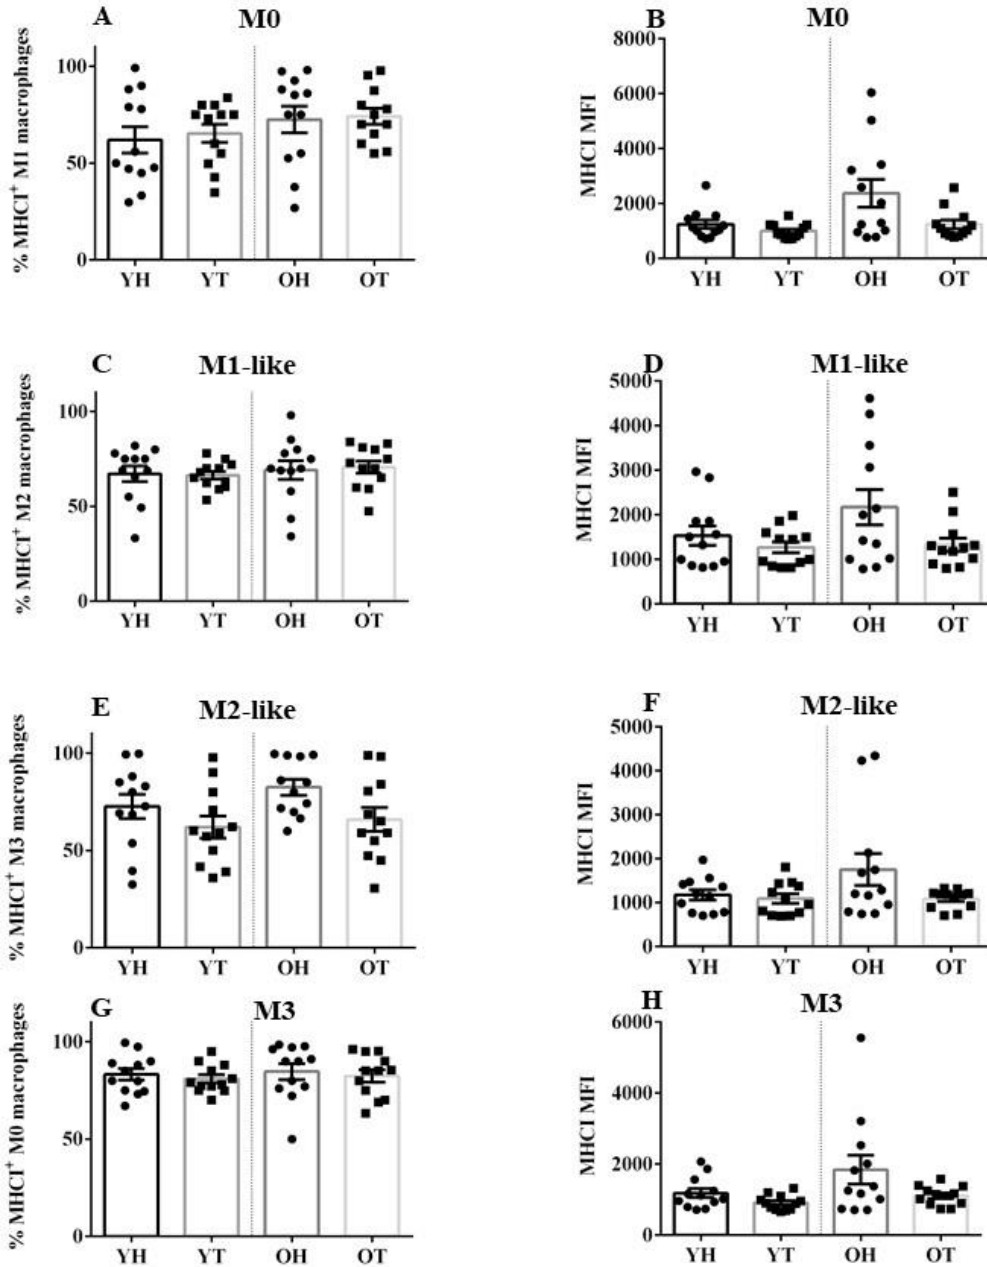 A
M0
% MHCI⁺ M1 macrophages
100
50
0
YH YT OH OT
B
M0
MHCI MFI
8000
6000
4000
2000
0
YH YT OH OT
C
M1-like
% MHCI⁺ M2 macrophages
100
50
0
YH YT OH OT
D
M1-like
MHCI MFI
5000
4000
3000
2000
1000
0
YH YT OH OT
E
M2-like
% MHCI⁺ M3 macrophages
100
50
0
YH YT OH OT
F
M2-like
MHCI MFI
5000
4000
3000
2000
1000
0
YH YT OH OT
G
M3
% MHCI⁺ M0 macrophages
100
50
0
YH YT OH OT
H
M3
MHCI MFI
6000
4000
2000
0
YH YT OH OT